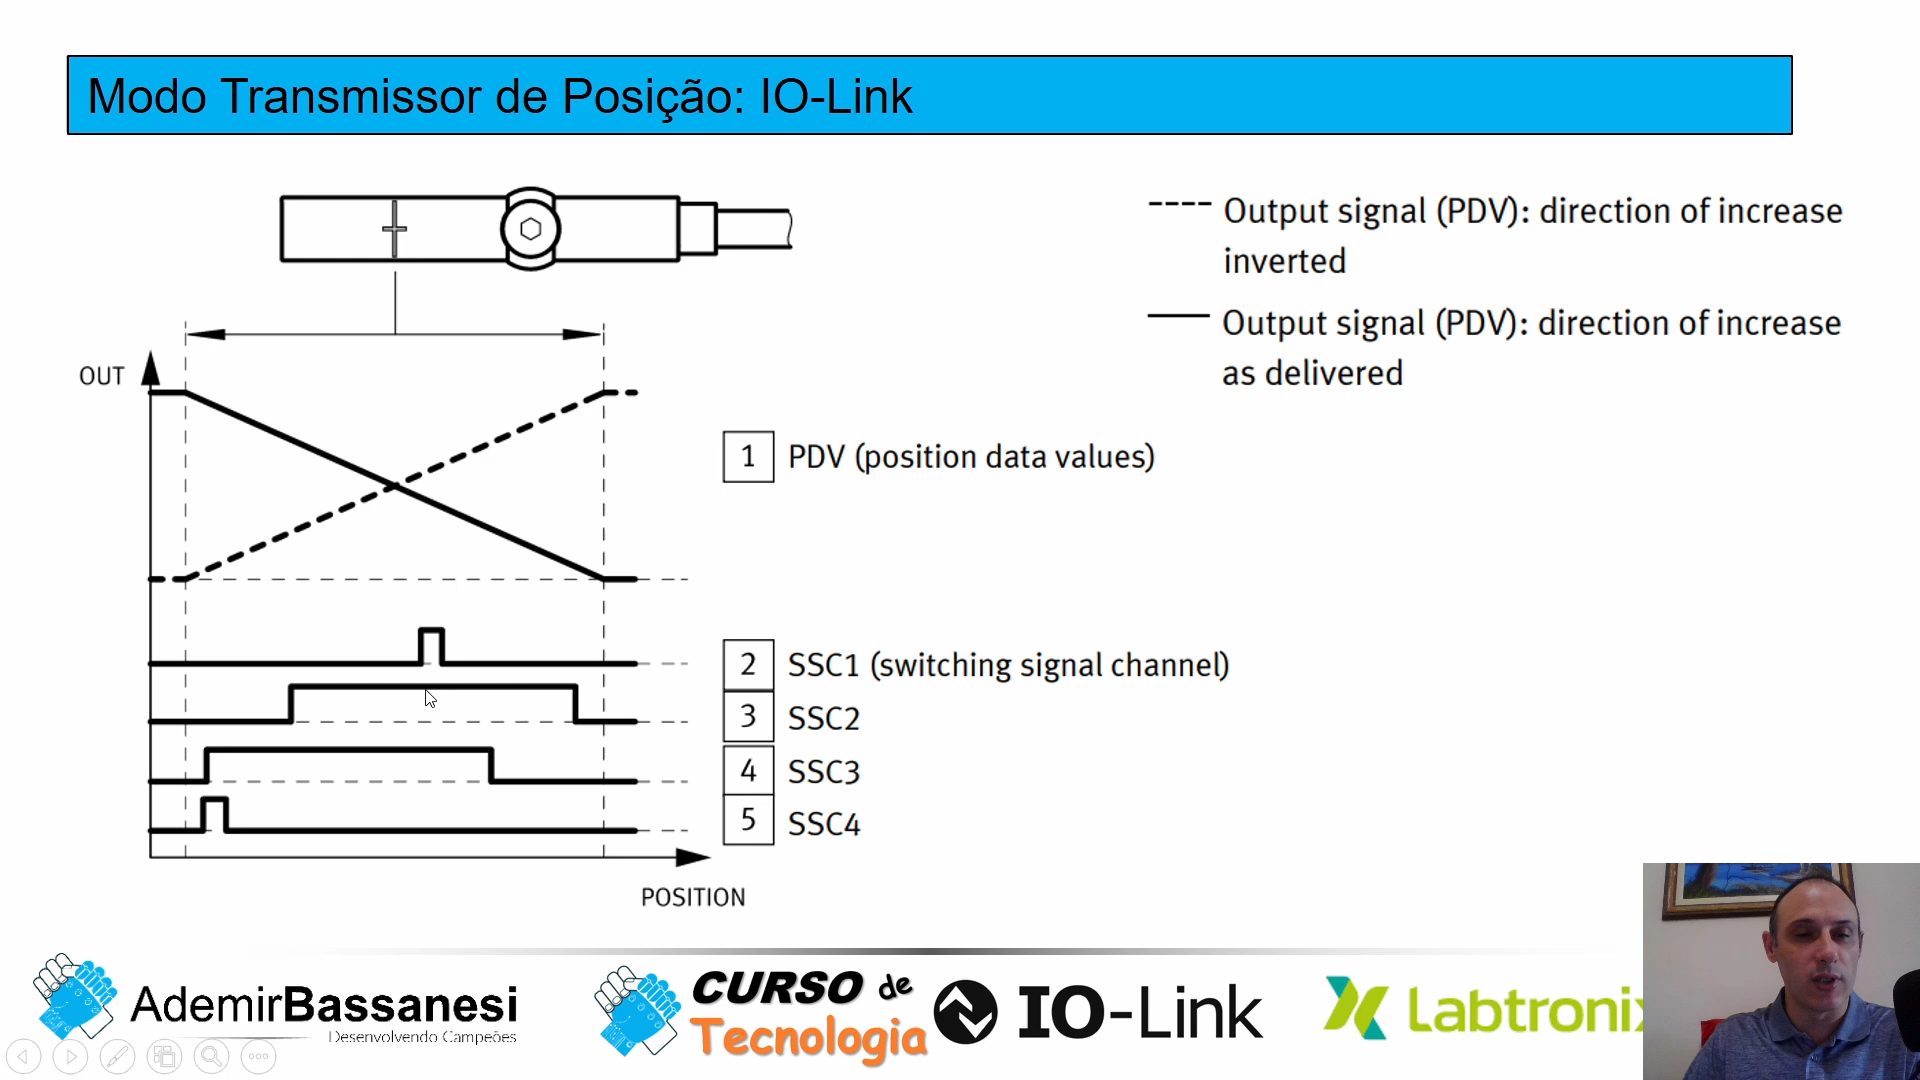 Modo Transmissor de Posição: IO-Link
Output signal (PDV): direction of increase
inverted
Output signal (PDV): direction of increase
as delivered
OUT
1 PDV (position data values)
2 SSC1 (switching signal channel)
3 SSC2
4 SSC3
5 SSC4
POSITION
AdemirBassanesi
Desenvolvendo Campeões
CURSO de
Tecnologia
IO-Link
Labtronix